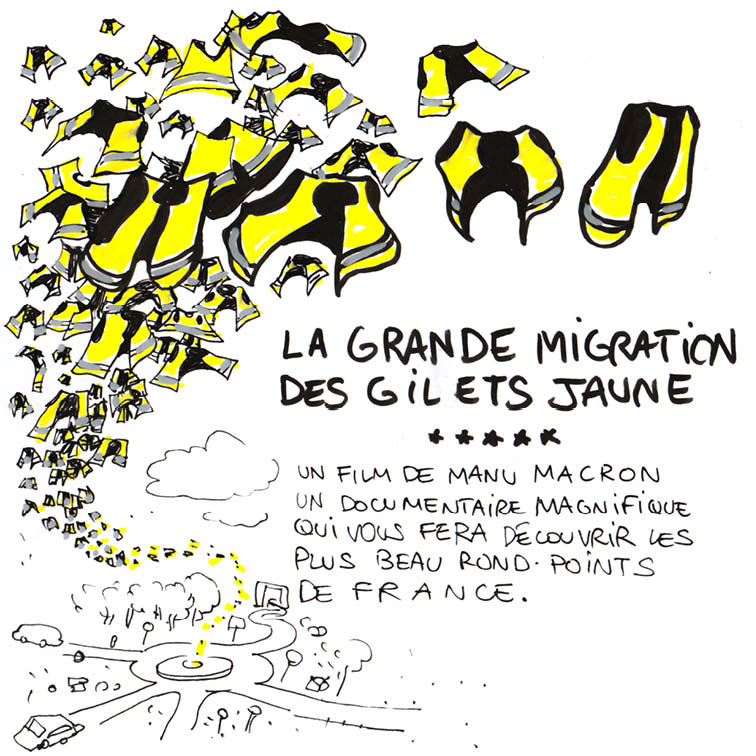 LA GRANDE MIGRATION
DES GILETS JAUNE
★★★★★
UN FILM DE MANU MACRON
UN DOCUMENTAIRE MAGNIFIQUE
QUI VOUS FERA DÉCOUVRIR LES
PLUS BEAU ROND-POINTS
DE FRANCE.